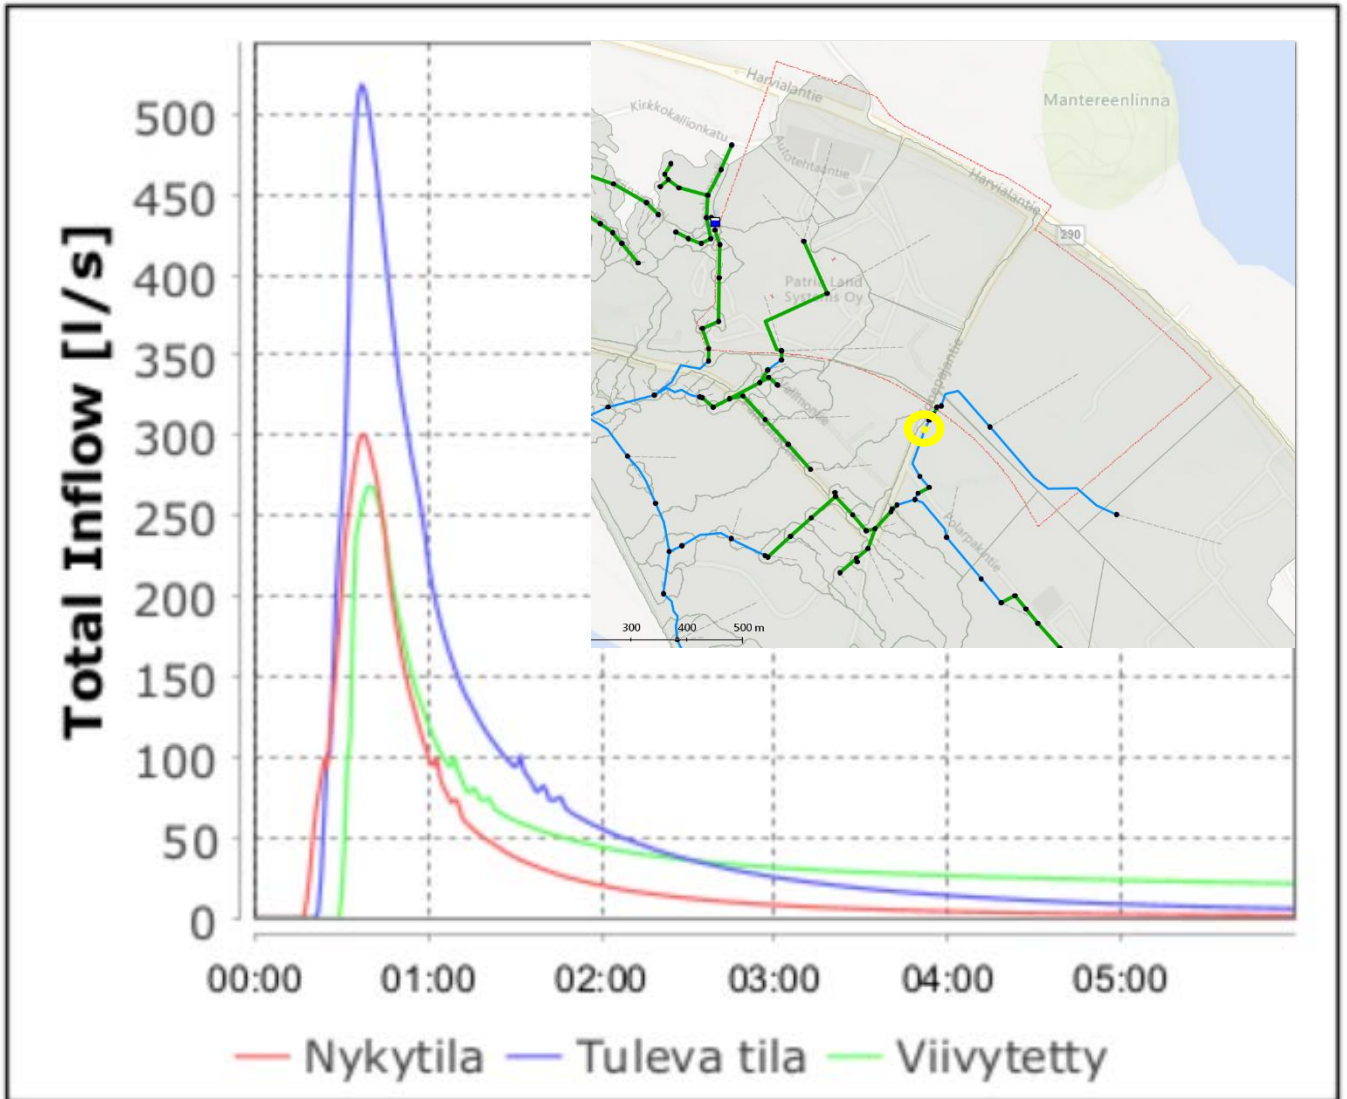 Total Inflow [l/s]
500
450
400
350
300
250
200
150
100
50
0
00:00 01:00 02:00 03:00 04:00 05:00
Nykytila Tuleva tila Viivytetty
Harvialantie
Mantereenlinna
Kirkkokallionkatu
Autotehtaantie
Harvialantie
290
Patria Land
Systems Oy
Polarpakintie
300 400 500 m